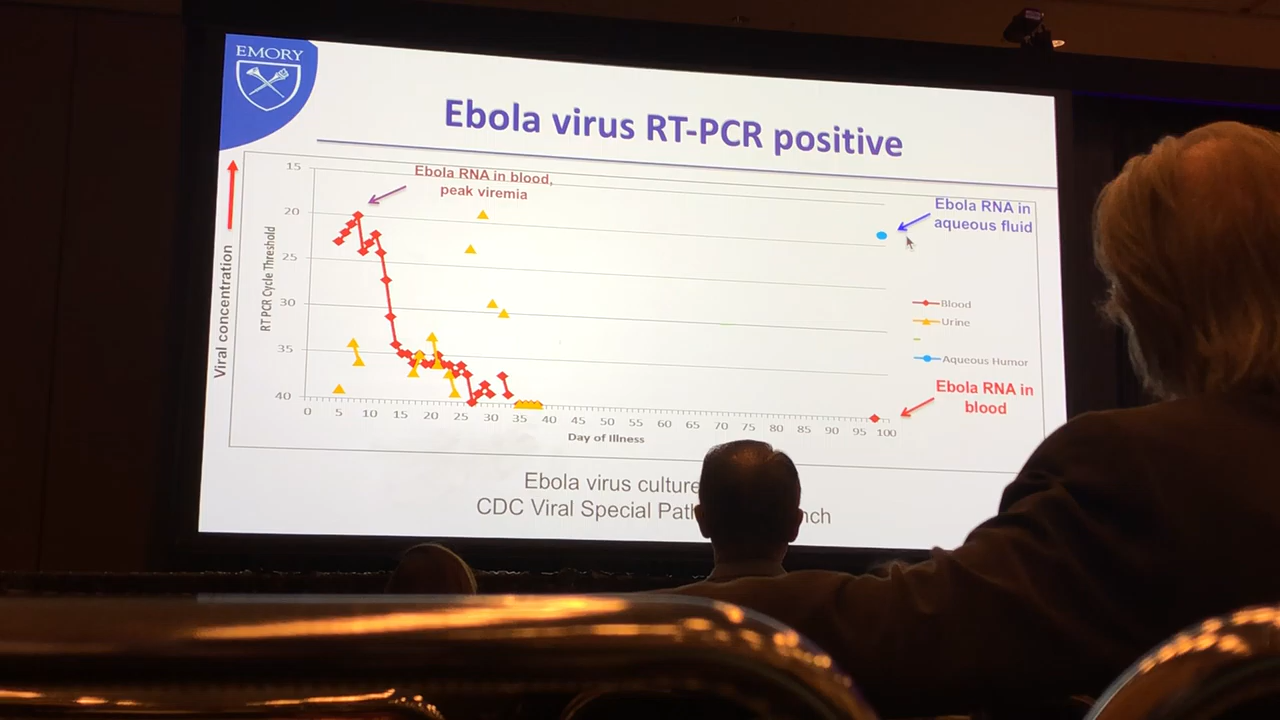 EMORY
Ebola virus RT-PCR positive
Ebola RNA in blood,
peak viremia
Ebola RNA in
aqueous fluid
Viral concentration
RT PCR Cycle Threshold
15
20
25
30
35
40
Blood
Urine
Aqueous Humor
Ebola RNA in
blood
0 5 10 15 20 25 30 35 40 45 50 55 60 65 70 75 80 85 90 95 100
Day of Illness
Ebola virus culture
CDC Viral Special Pat nch